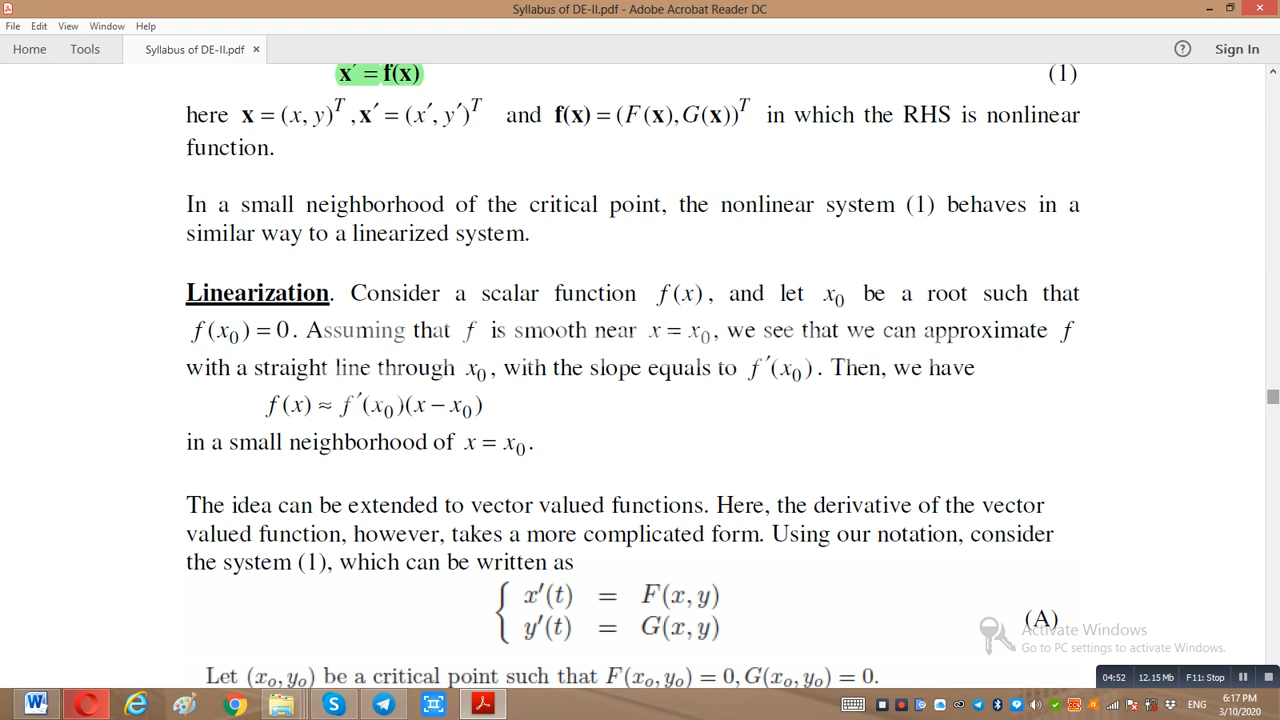 Syllabus of DE-II.pdf - Adobe Acrobat Reader DC
File Edit View Window Help
Home Tools Syllabus of DE-II.pdf × ? Sign In
x′ = f(x) (1)
here x = (x, y)^T, x′ = (x′, y′)^T and f(x) = (F(x), G(x))^T in which the RHS is nonlinear
function.
In a small neighborhood of the critical point, the nonlinear system (1) behaves in a
similar way to a linearized system.
Linearization. Consider a scalar function f(x), and let x₀ be a root such that
f(x₀) = 0. Assuming that f is smooth near x = x₀, we see that we can approximate f
with a straight line through x₀, with the slope equals to f′(x₀). Then, we have
f(x) ≈ f′(x₀)(x − x₀)
in a small neighborhood of x = x₀.
The idea can be extended to vector valued functions. Here, the derivative of the vector
valued function, however, takes a more complicated form. Using our notation, consider
the system (1), which can be written as
x′(t) = F(x, y)
y′(t) = G(x, y)
(A)
Activate Windows
Go to PC settings to activate Windows.
Let (xₒ, yₒ) be a critical point such that F(xₒ, yₒ) = 0, G(xₒ, yₒ) = 0.
04:52 12.15 Mb F11: Stop
ENG
6:17 PM
3/10/2020